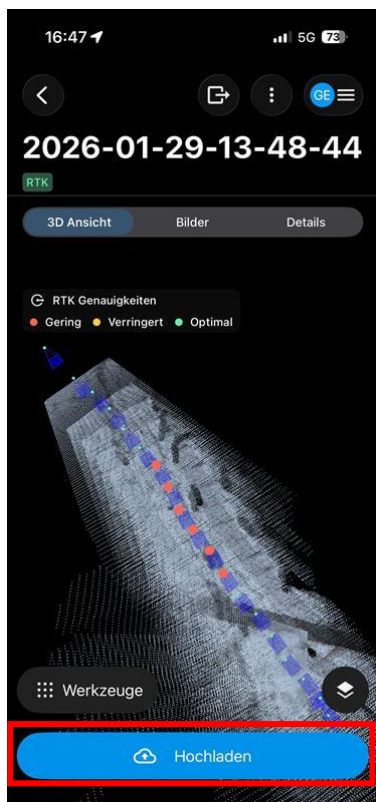 16:47
5G 73
GE
2026-01-29-13-48-44
RTK
3D Ansicht Bilder Details
RTK Genauigkeiten
Gering Verringert Optimal
Werkzeuge
Hochladen